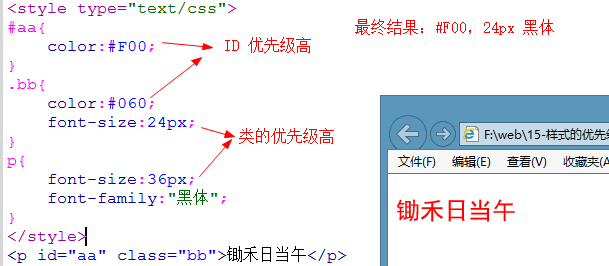 <style type="text/css">
#aa{
color:#F00;
}
.bb{
color:#060;
font-size:24px;
}
p{
font-size:36px;
font-family:"黑体";
}
</style>
<p id="aa" class="bb">锄禾日当午</p>
ID 优先级高
类的优先级高
最终结果：#F00，24px 黑体
F:\web\15-样式的优先级
文件(F) 编辑(E) 查看(V) 收藏夹(A
锄禾日当午